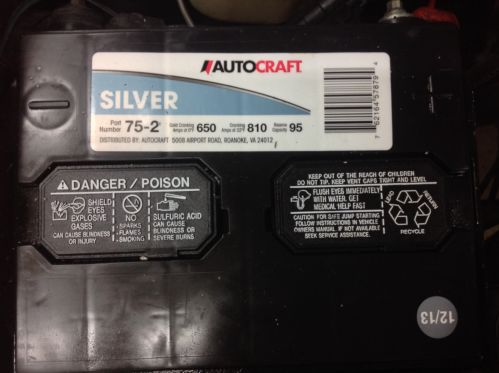 AUTOCRAFT
SILVER
Part Number 75-2 Cold Cranking Amps at 0°F 650 Cranking Amps at 32°F 810 Reserve Capacity 95
DISTRIBUTED BY: AUTOCRAFT 5008 AIRPORT ROAD, ROANOKE, VA 24012
DANGER / POISON
SHIELD EYES
EXPLOSIVE GASES
CAN CAUSE BLINDNESS OR INJURY
NO
•SPARKS
•FLAMES
•SMOKING
SULFURIC ACID
CAN CAUSE
BLINDNESS OR
SEVERE BURNS
KEEP OUT OF THE REACH OF CHILDREN
DO NOT TIP. KEEP VENT CAPS TIGHT AND LEVEL
FLUSH EYES IMMEDIATELY
WITH WATER. GET
MEDICAL HELP FAST
CAUTION: FOR SAFE JUMP STARTING
FOLLOW INSTRUCTIONS IN VEHICLE
OWNERS MANUAL. IF NOT AVAILABLE
SEEK SERVICE ASSISTANCE.
LEAD
RETURN
RECYCLE
12/13